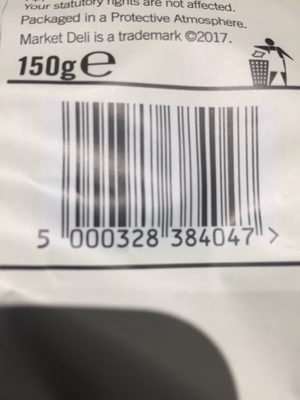 Your statutory rights are not affected.
Packaged in a Protective Atmosphere.
Market Deli is a trademark ©2017.
150g℮
5 000328 384047 >